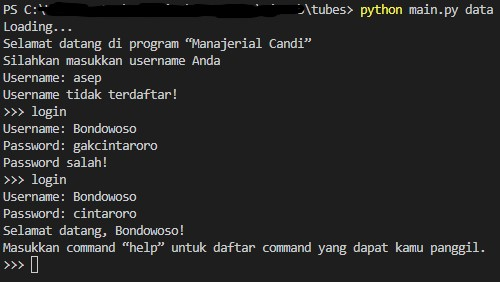 PS C:\ \tubes> python main.py data
Loading...
Selamat datang di program “Manajerial Candi”
Silahkan masukkan username Anda
Username: asep
Username tidak terdaftar!
>>> login
Username: Bondowoso
Password: gakcintaroro
Password salah!
>>> login
Username: Bondowoso
Password: cintaroro
Selamat datang, Bondowoso!
Masukkan command “help” untuk daftar command yang dapat kamu panggil.
>>>